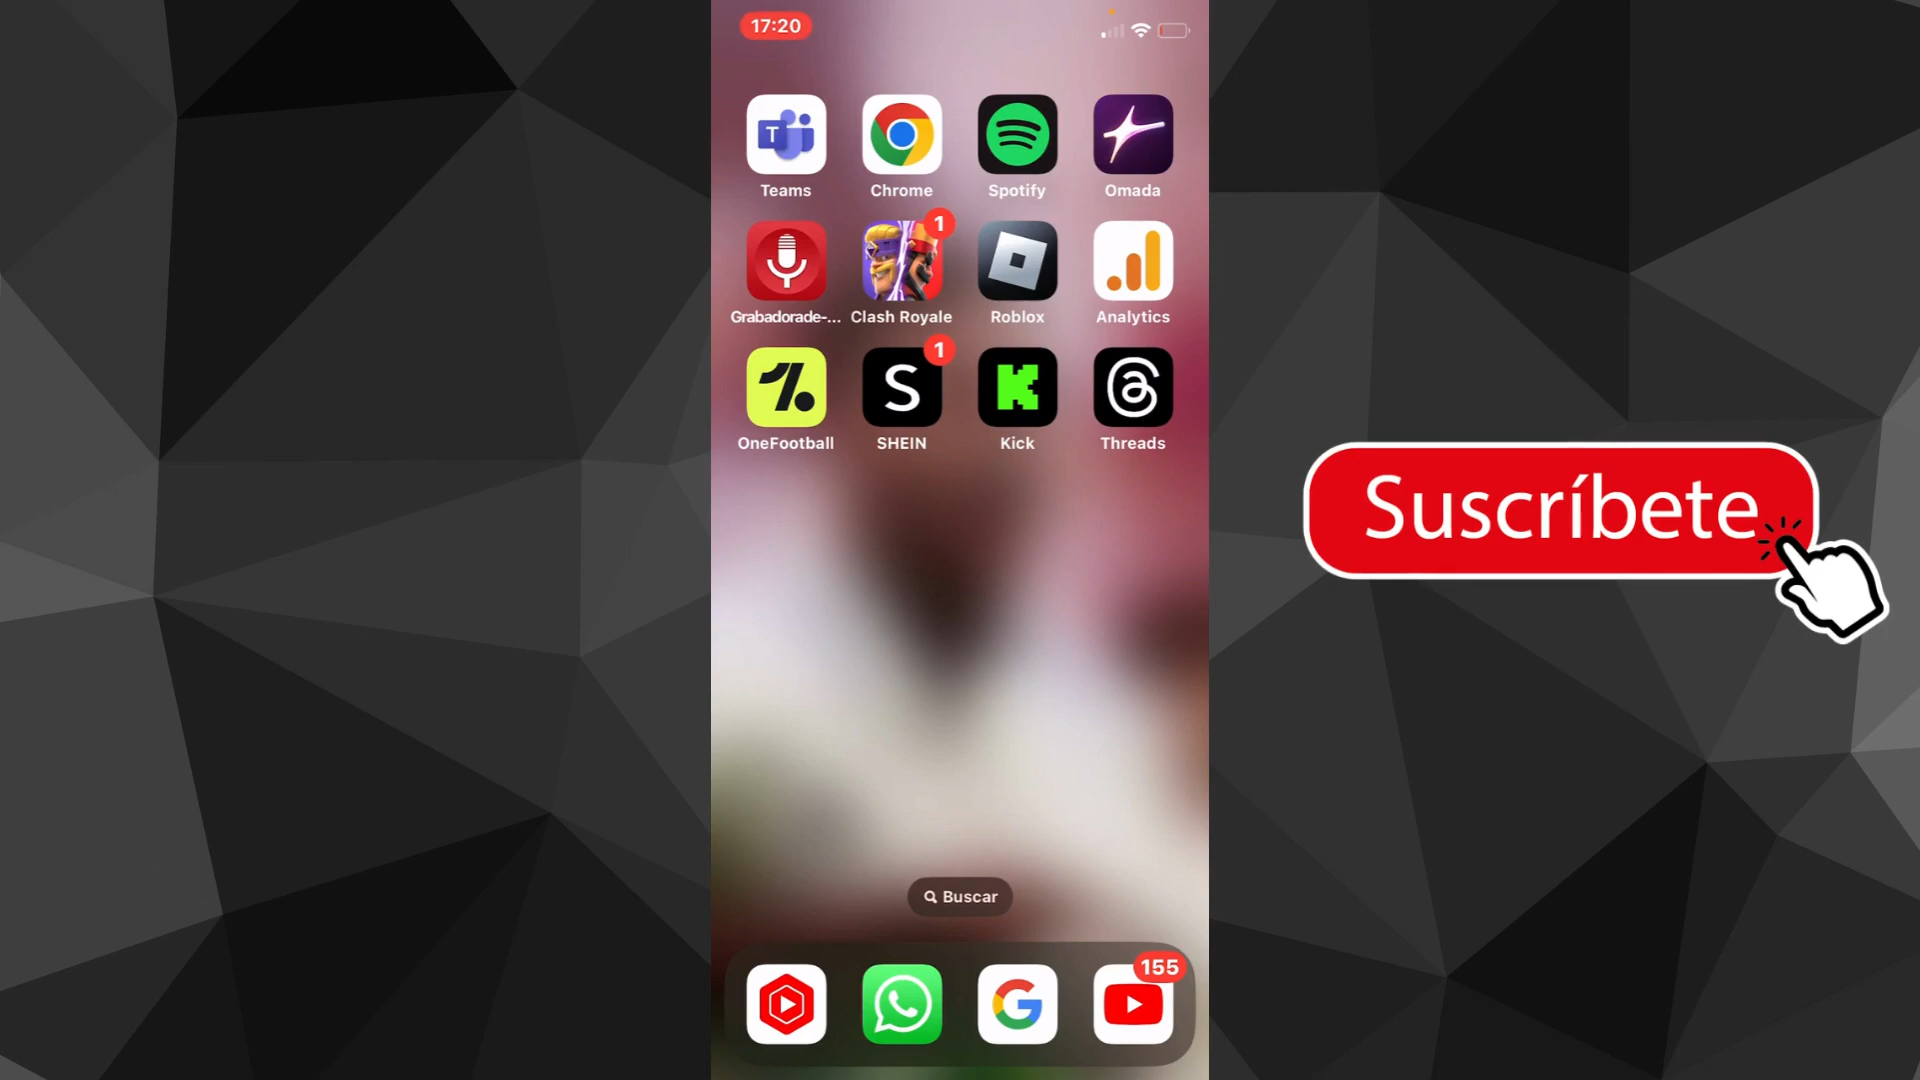 17:20
Teams
Chrome
Spotify
Omada
1
Grabadorade-...
Clash Royale
Roblox
Analytics
1
OneFootball
SHEIN
Kick
Threads
Suscríbete
Buscar
155